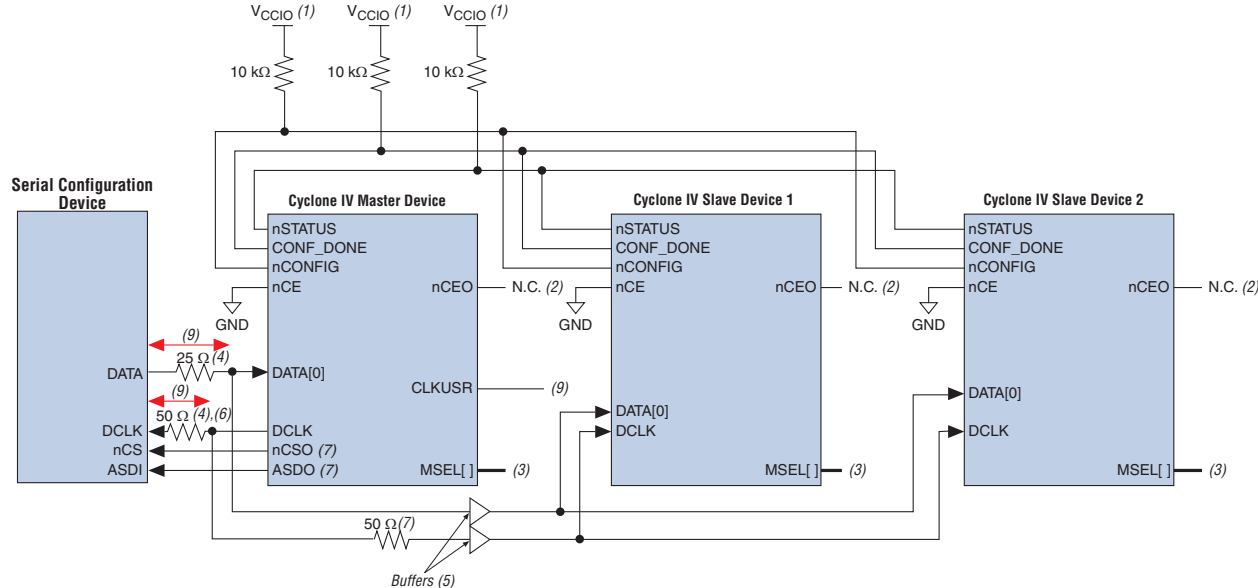 VCCIO (1) VCCIO (1) VCCIO (1)
10 kΩ 10 kΩ 10 kΩ
Serial Configuration
Device
DATA
DCLK
nCS
ASDI
(9)
25 Ω (4)
(9)
50 Ω (4),(6)
Cyclone IV Master Device
nSTATUS
CONF_DONE
nCONFIG
nCE
nCEO
N.C. (2)
GND
DATA[0]
CLKUSR
(9)
DCLK
nCSO (7)
ASDO (7)
MSEL[ ]
(3)
Cyclone IV Slave Device 1
nSTATUS
CONF_DONE
nCONFIG
nCE
nCEO
N.C. (2)
GND
DATA[0]
DCLK
MSEL[ ]
(3)
Cyclone IV Slave Device 2
nSTATUS
CONF_DONE
nCONFIG
nCE
nCEO
N.C. (2)
GND
DATA[0]
DCLK
MSEL[ ]
(3)
50 Ω (7)
Buffers (5)